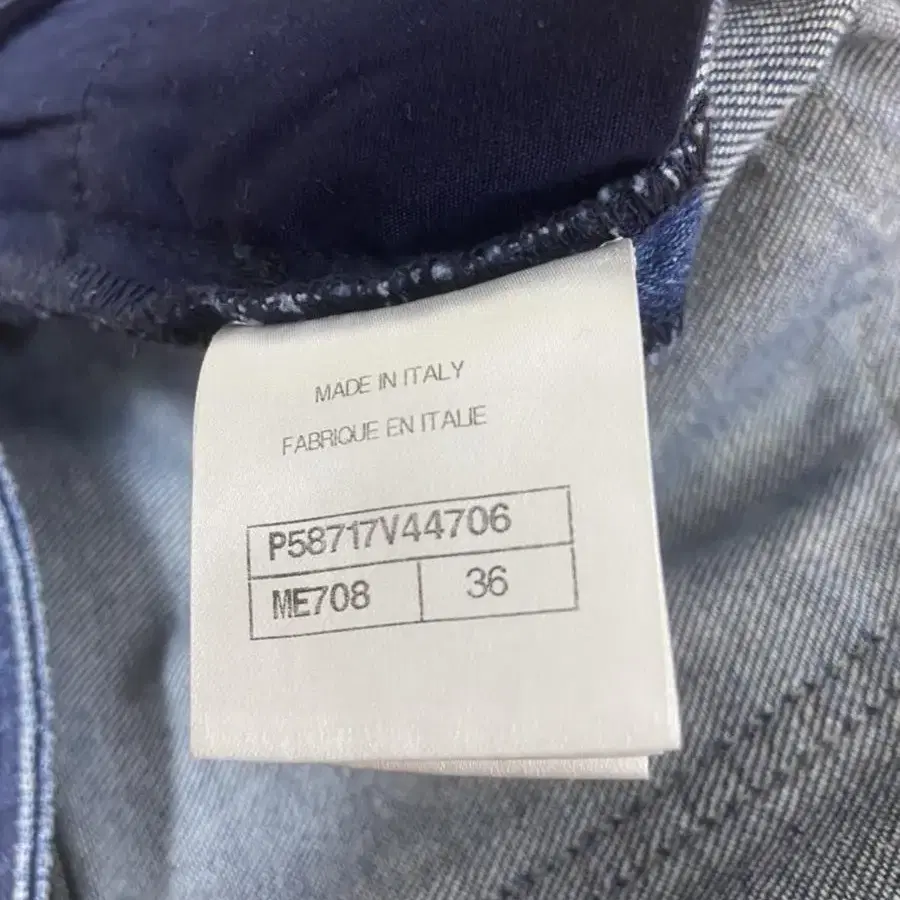 MADE IN ITALY
FABRIQUE EN ITALIE
P58717V44706
ME708 36